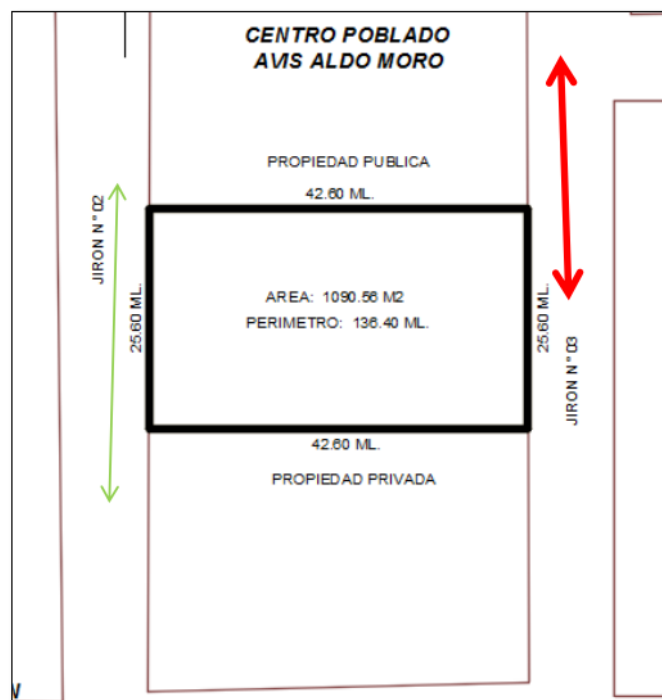 CENTRO POBLADO
AVIS ALDO MORO
PROPIEDAD PUBLICA
42.60 ML.
JIRON N° 02
25.60 ML.
AREA: 1090.56 M2
PERIMETRO: 136.40 ML.
25.60 ML.
JIRON N° 03
42.60 ML.
PROPIEDAD PRIVADA